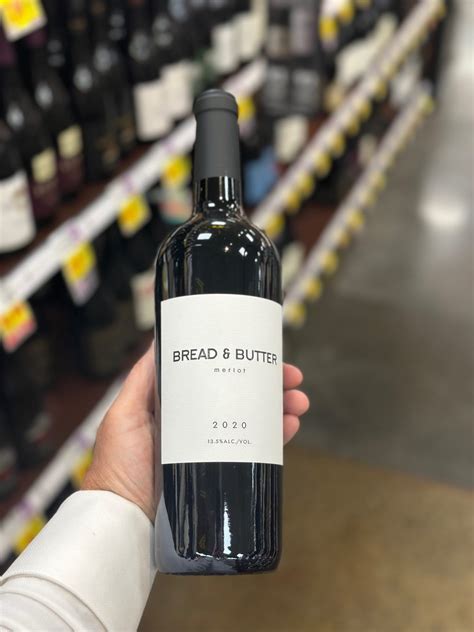 BREAD & BUTTER
merlot
2020
13.5%ALC./VOL.